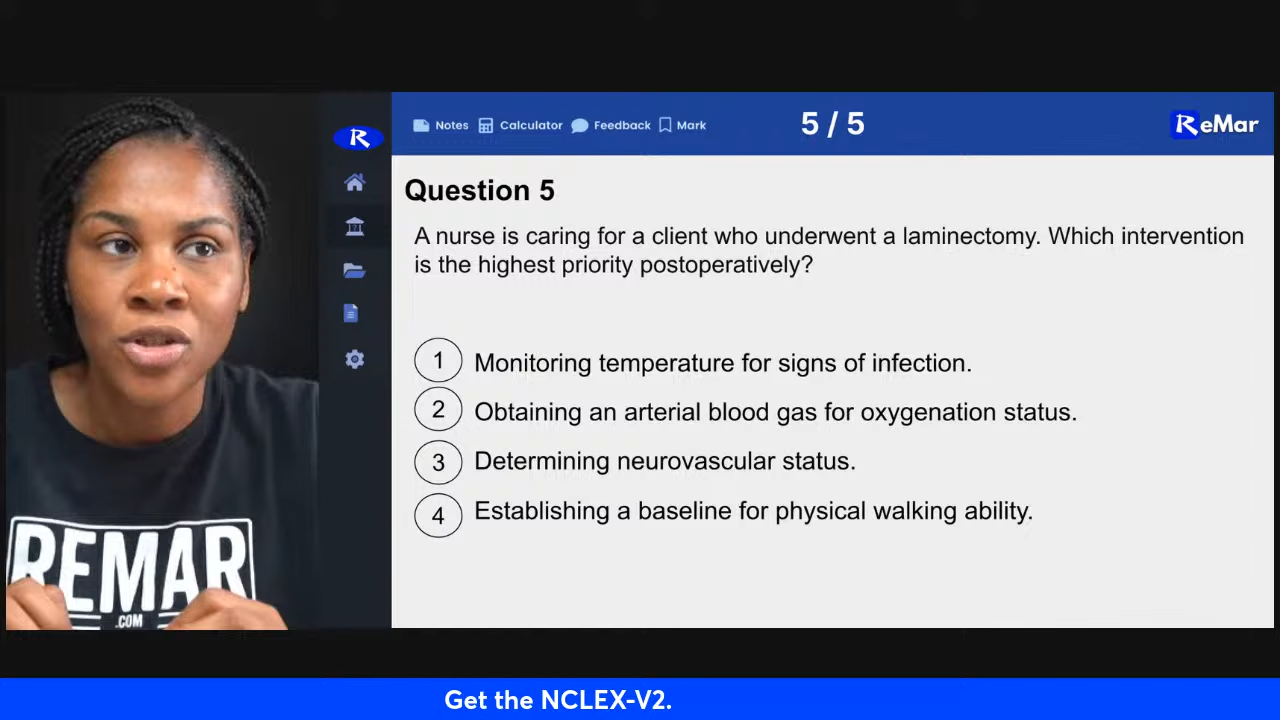 Notes
Calculator
Feedback
Mark
5 / 5
ReMar
R
Question 5
A nurse is caring for a client who underwent a laminectomy. Which intervention
is the highest priority postoperatively?
1 Monitoring temperature for signs of infection.
2 Obtaining an arterial blood gas for oxygenation status.
3 Determining neurovascular status.
4 Establishing a baseline for physical walking ability.
REMAR
.COM
Get the NCLEX-V2.